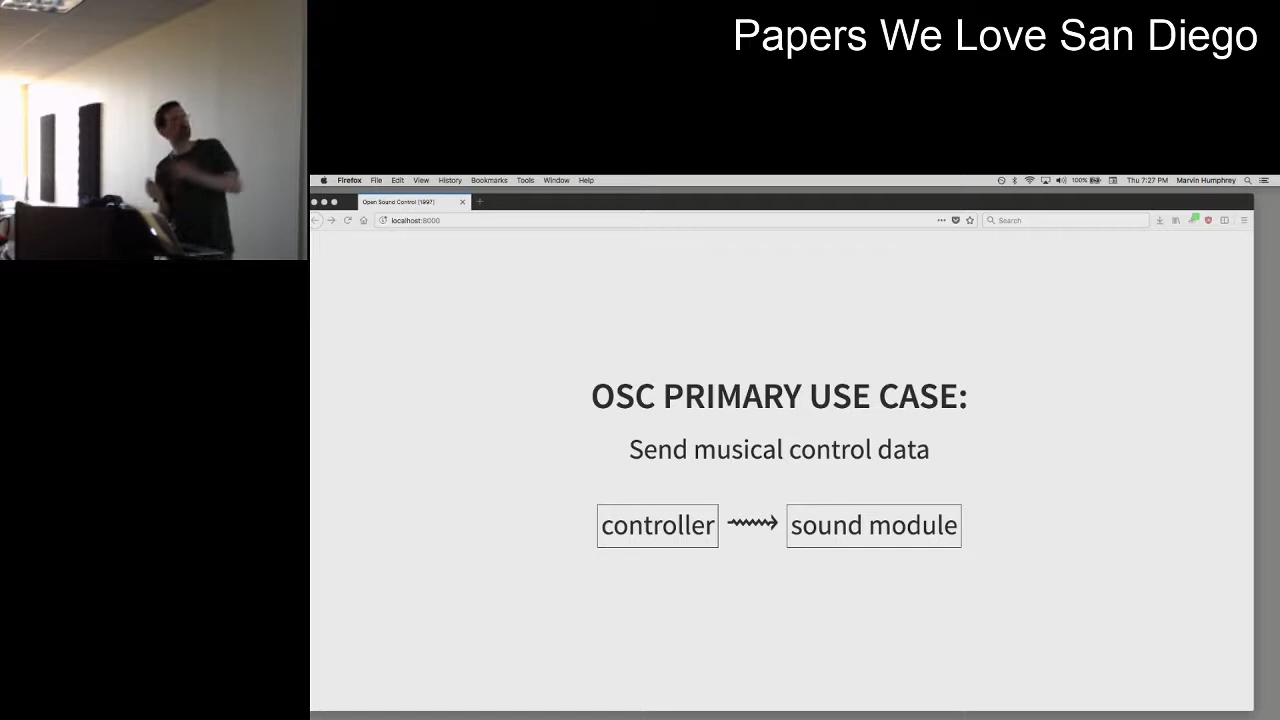 Papers We Love San Diego
Firefox File Edit View History Bookmarks Tools Window Help 100% Thu 7:27 PM Marvin Humphrey
Open Sound Control [1997]
localhost:8000 Search
OSC PRIMARY USE CASE:
Send musical control data
controller sound module